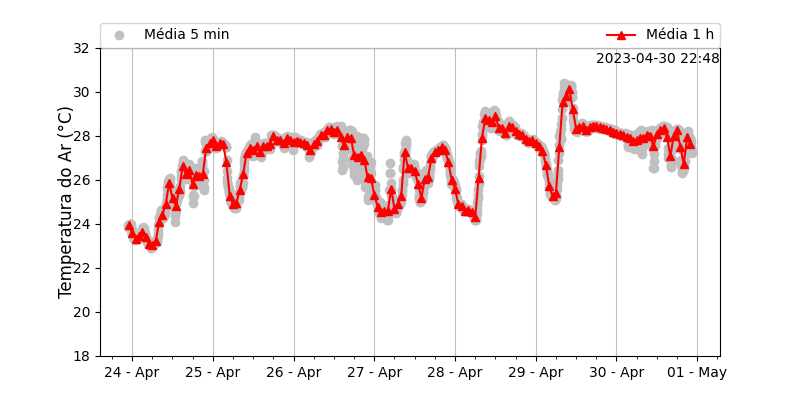 Média 5 min
Média 1 h
2023-04-30 22:48
Temperatura do Ar (°C)
32
30
28
26
24
22
20
18
24 - Apr
25 - Apr
26 - Apr
27 - Apr
28 - Apr
29 - Apr
30 - Apr
01 - May